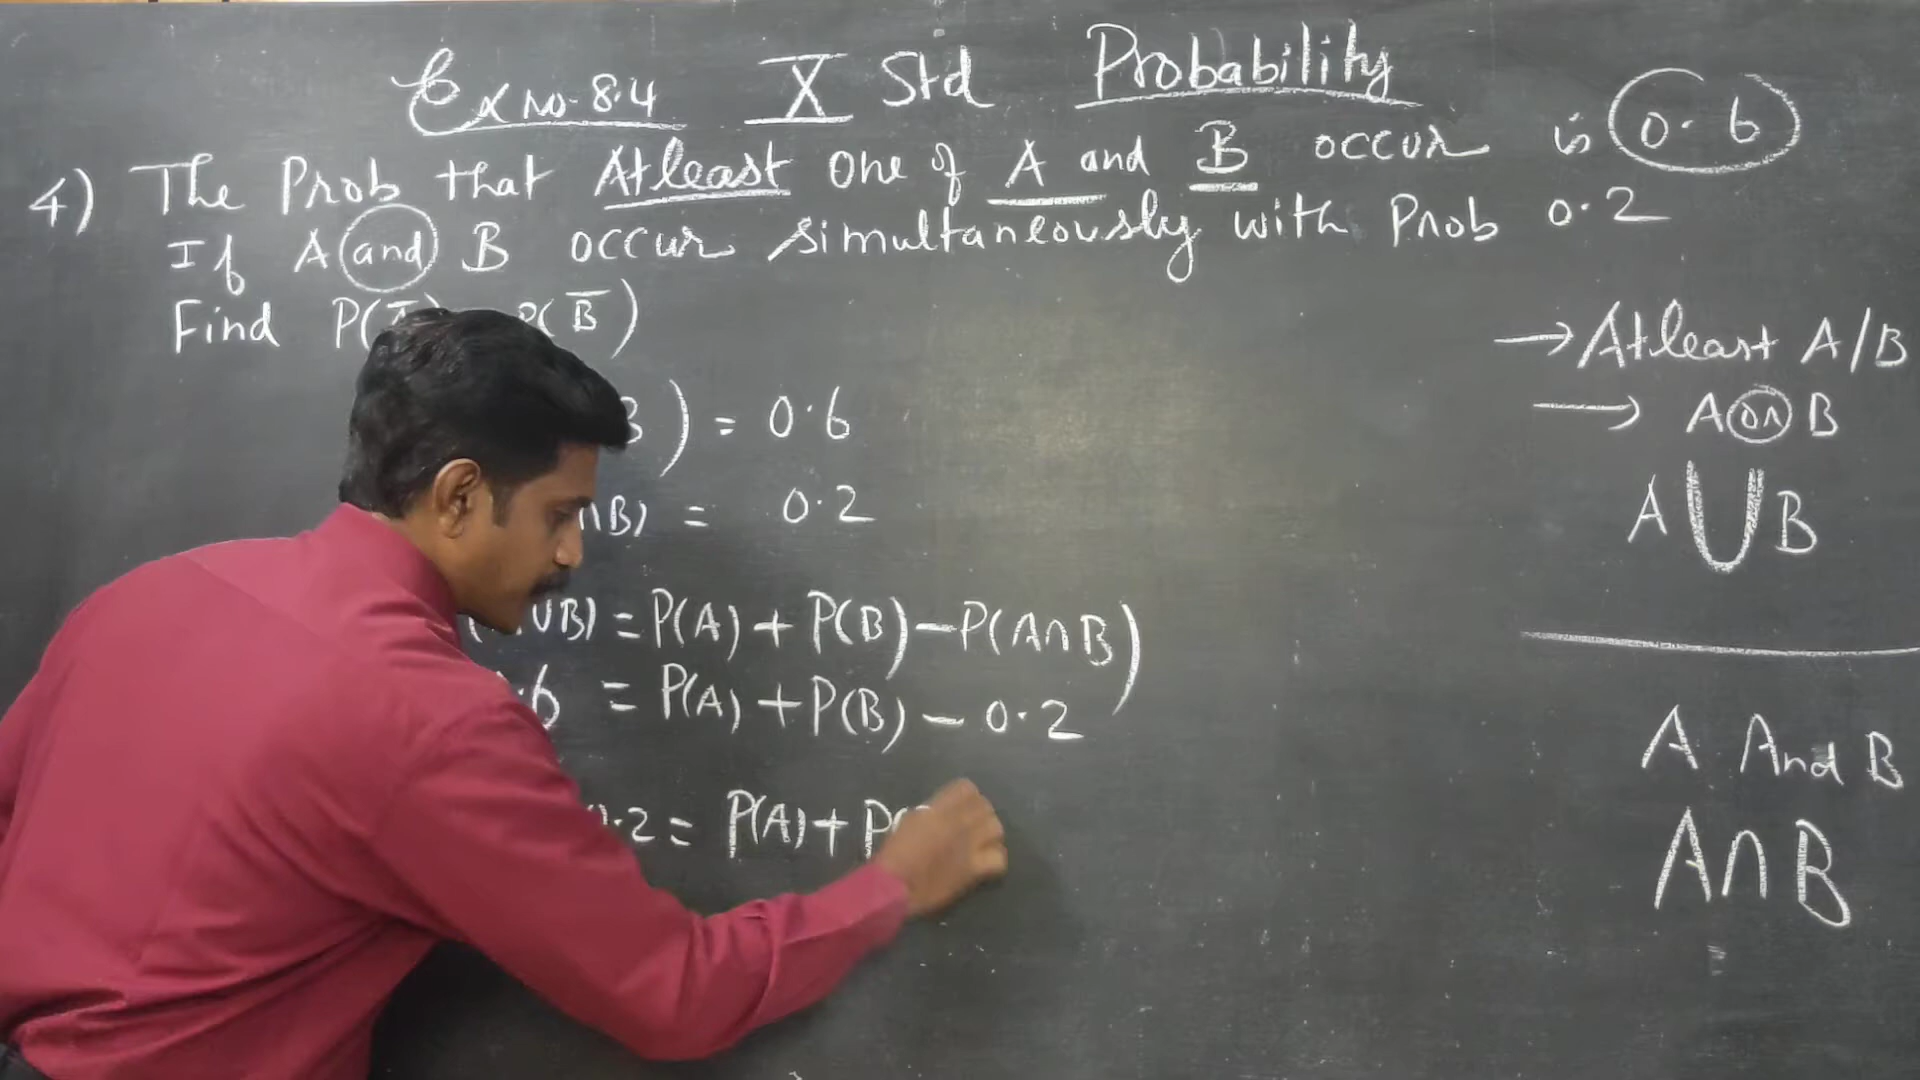 Ex No. 8.4 X Std Probability
4) The Prob that Atleast one of A and B occur is 0.6
If A and B occur simultaneously with Prob 0.2
Find P( P(B̅)
B) = 0.6
∩B) = 0.2
∪B) = P(A) + P(B) - P(A∩B)
.6 = P(A) + P(B) - 0.2
.2 = P(A) + P(
→ Atleast A/B
→ A or B
A ∪ B
A And B
A ∩ B